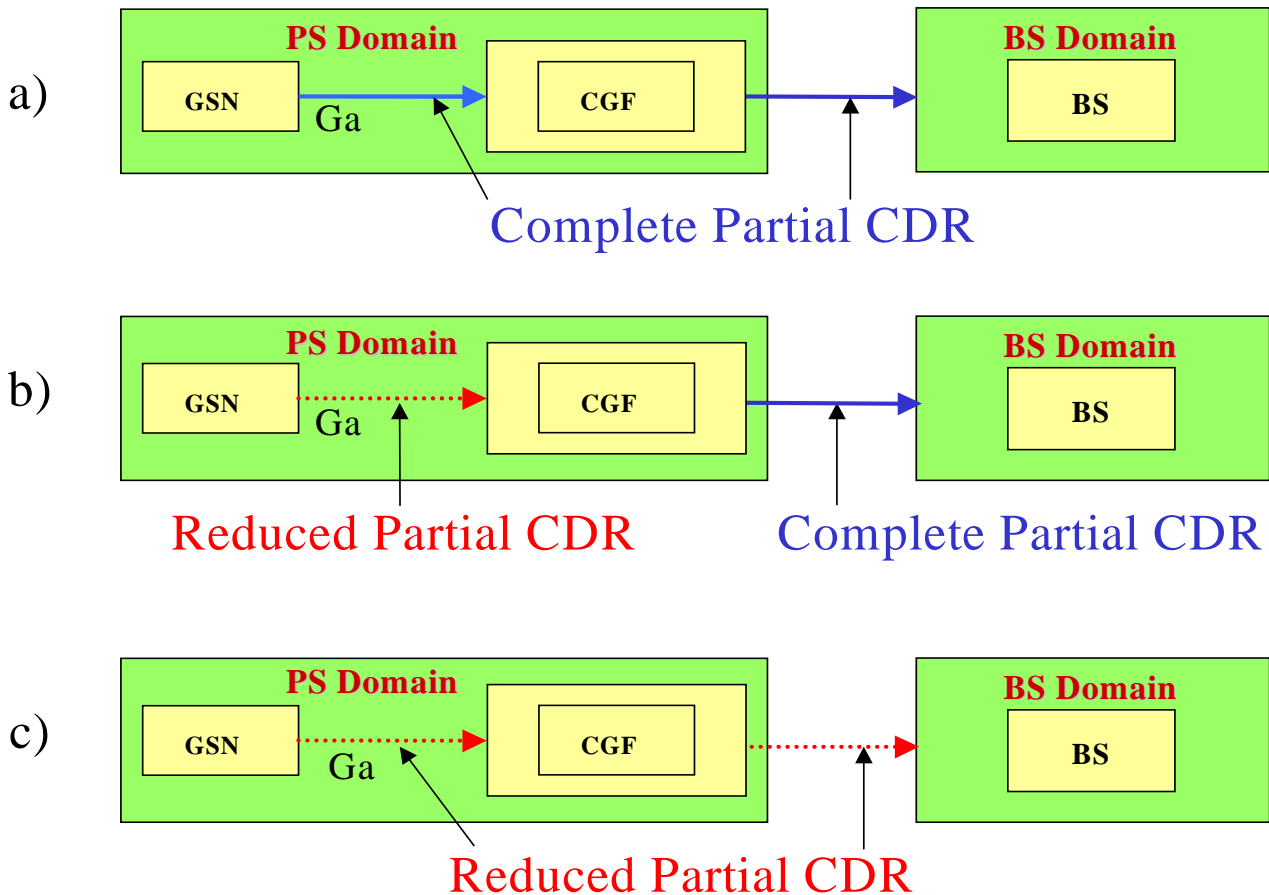 a)
PS Domain
GSN
Ga
CGF
BS Domain
BS
Complete Partial CDR
b)
PS Domain
GSN
Ga
CGF
BS Domain
BS
Reduced Partial CDR
Complete Partial CDR
c)
PS Domain
GSN
Ga
CGF
BS Domain
BS
Reduced Partial CDR